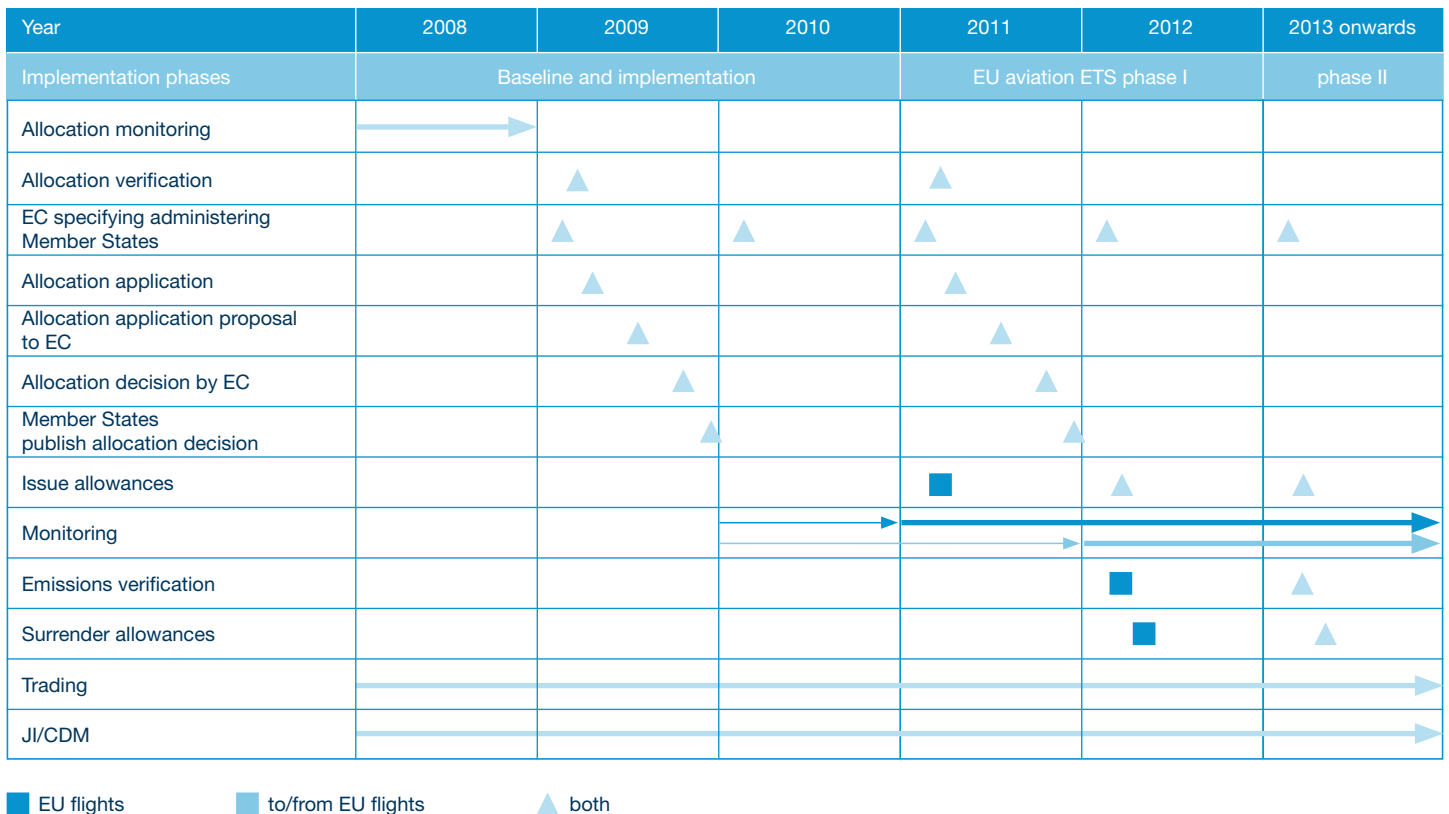 Year 2008 2009 2010 2011 2012 2013 onwards
Implementation phases Baseline and implementation EU aviation ETS phase I phase II
Allocation monitoring
Allocation verification
EC specifying administering
Member States
Allocation application
Allocation application proposal
to EC
Allocation decision by EC
Member States
publish allocation decision
Issue allowances
Monitoring
Emissions verification
Surrender allowances
Trading
JI/CDM
EU flights to/from EU flights both